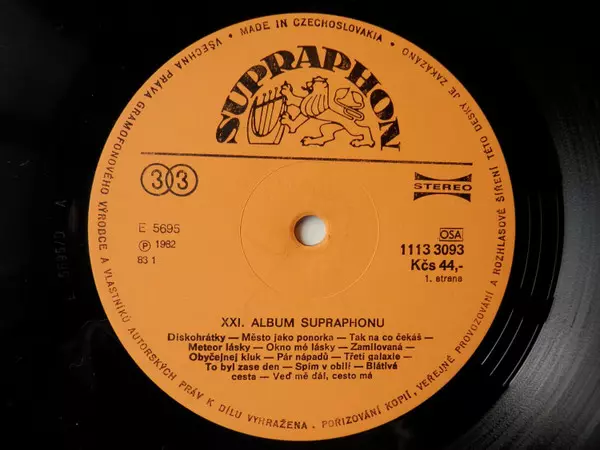 MADE IN CZECHOSLOVAKIA
VŠECHNA PRÁVA GRAMOFONOVÉHO VÝROBCE A VLASTNÍKŮ AUTORSKÝCH PRÁV K DÍLU VYHRAŽENA. POŘIZOVÁNÍ KOPIÍ, VEŘEJNÉ PROVOZOVÁNÍ A ROZHLASOVÉ ŠÍŘENÍ TÉTO DESKY JE ZAKÁZÁNO
SUPRAPHON
33
STEREO
E 5695
Ⓟ 1982
83 1
OSA
1113 3093
Kčs 44,-
1. strana
XXI. ALBUM SUPRAPHONU
Diskohrátky — Město jako ponorka — Tak na co čekáš —
Meteor lásky — Okno mé lásky — Zamilovaná —
Obyčejnej kluk — Pár nápadů — Třetí galaxie —
To byl zase den — Spím v obilí — Blátivá
cesta — Veď mě dál, cesto má